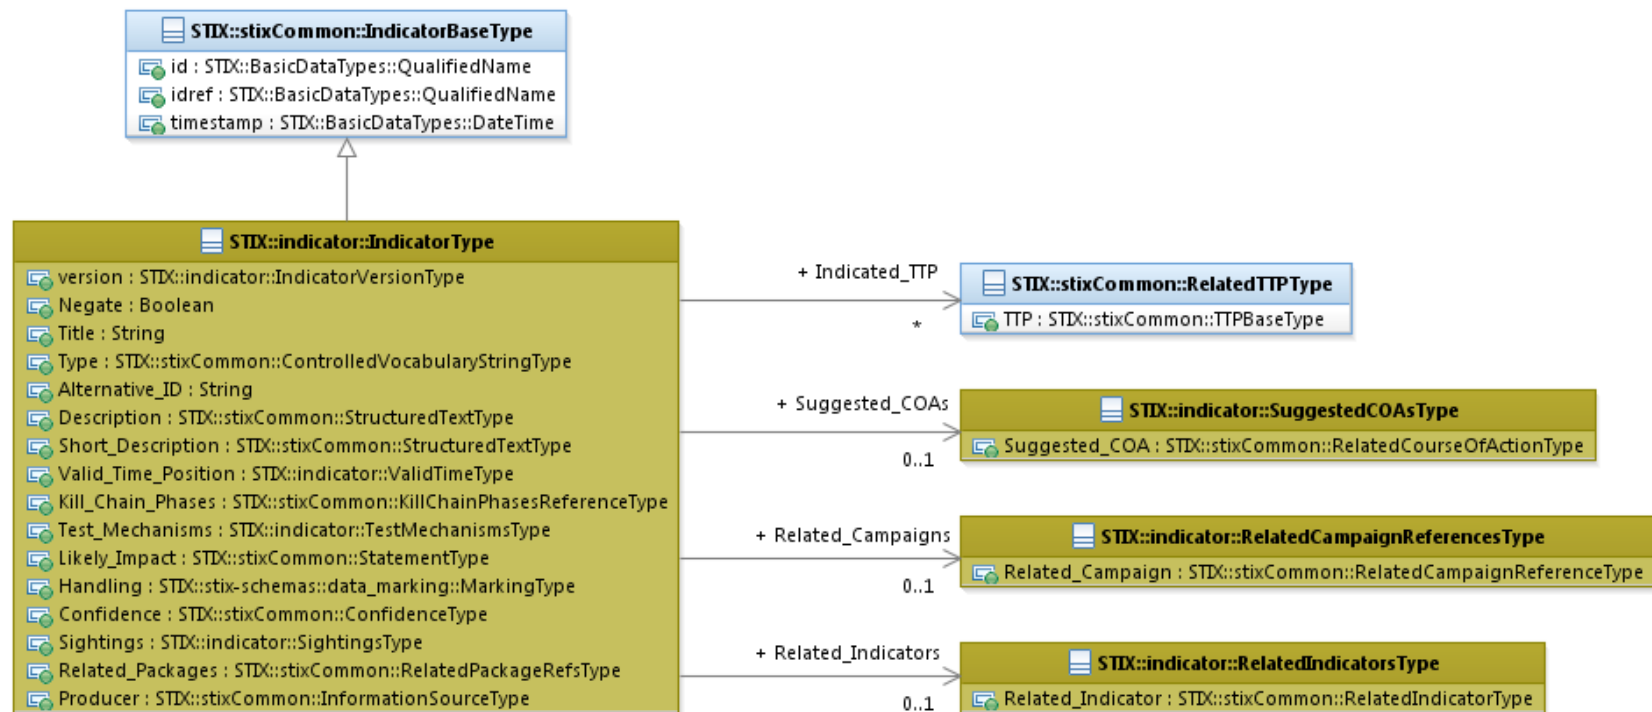 STIX::stixCommon::IndicatorBaseType
id : STIX::BasicDataTypes::QualifiedName
idref : STIX::BasicDataTypes::QualifiedName
timestamp : STIX::BasicDataTypes::DateTime
STIX::indicator::IndicatorType
version : STIX::indicator::IndicatorVersionType
Negate : Boolean
Title : String
Type : STIX::stixCommon::ControlledVocabularyStringType
Alternative_ID : String
Description : STIX::stixCommon::StructuredTextType
Short_Description : STIX::stixCommon::StructuredTextType
Valid_Time_Position : STIX::indicator::ValidTimeType
Kill_Chain_Phases : STIX::stixCommon::KillChainPhasesReferenceType
Test_Mechanisms : STIX::indicator::TestMechanismsType
Likely_Impact : STIX::stixCommon::StatementType
Handling : STIX::stix-schemas::data_marking::MarkingType
Confidence : STIX::stixCommon::ConfidenceType
Sightings : STIX::indicator::SightingsType
Related_Packages : STIX::stixCommon::RelatedPackageRefsType
Producer : STIX::stixCommon::InformationSourceType
+ Indicated_TTP
*
STIX::stixCommon::RelatedTTPType
TTP : STIX::stixCommon::TTPBaseType
+ Suggested_COAs
0..1
STIX::indicator::SuggestedCOAsType
Suggested_COA : STIX::stixCommon::RelatedCourseOfActionType
+ Related_Campaigns
0..1
STIX::indicator::RelatedCampaignReferencesType
Related_Campaign : STIX::stixCommon::RelatedCampaignReferenceType
+ Related_Indicators
0..1
STIX::indicator::RelatedIndicatorsType
Related_Indicator : STIX::stixCommon::RelatedIndicatorType